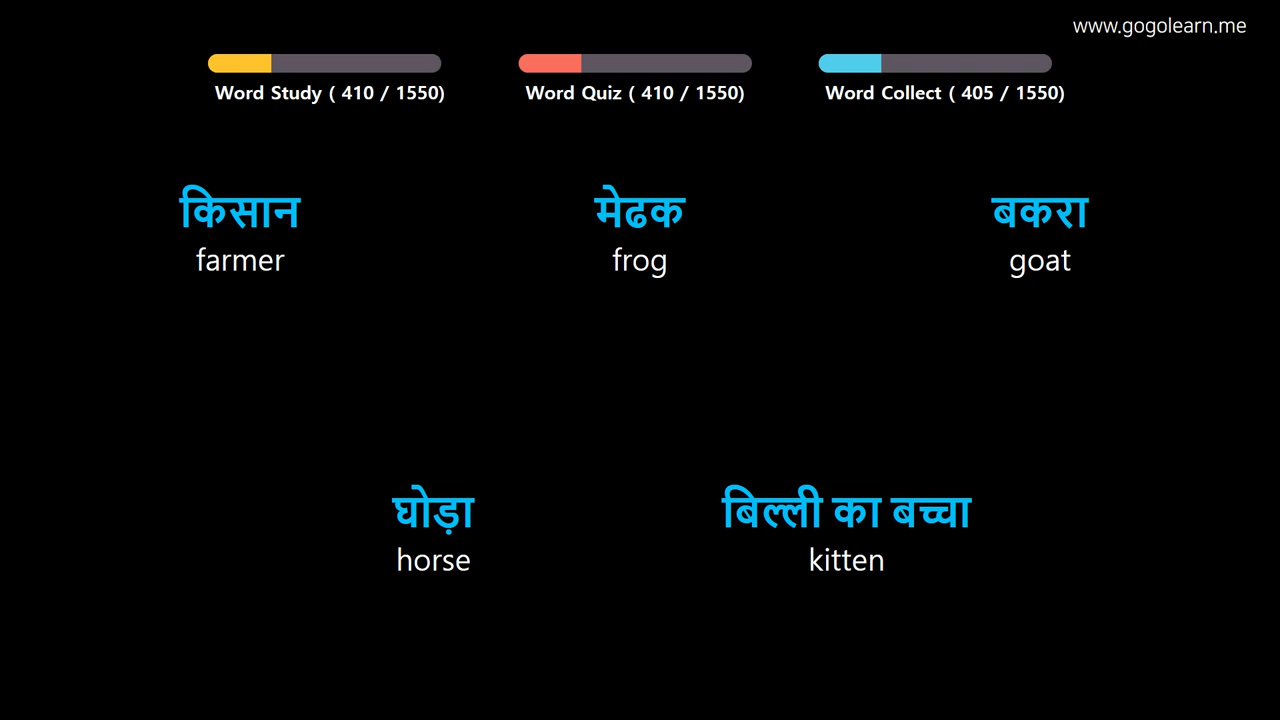 www.gogolearn.me
Word Study ( 410 / 1550)
Word Quiz ( 410 / 1550)
Word Collect ( 405 / 1550)
किसान
farmer
मेढक
frog
बकरा
goat
घोड़ा
horse
बिल्ली का बच्चा
kitten